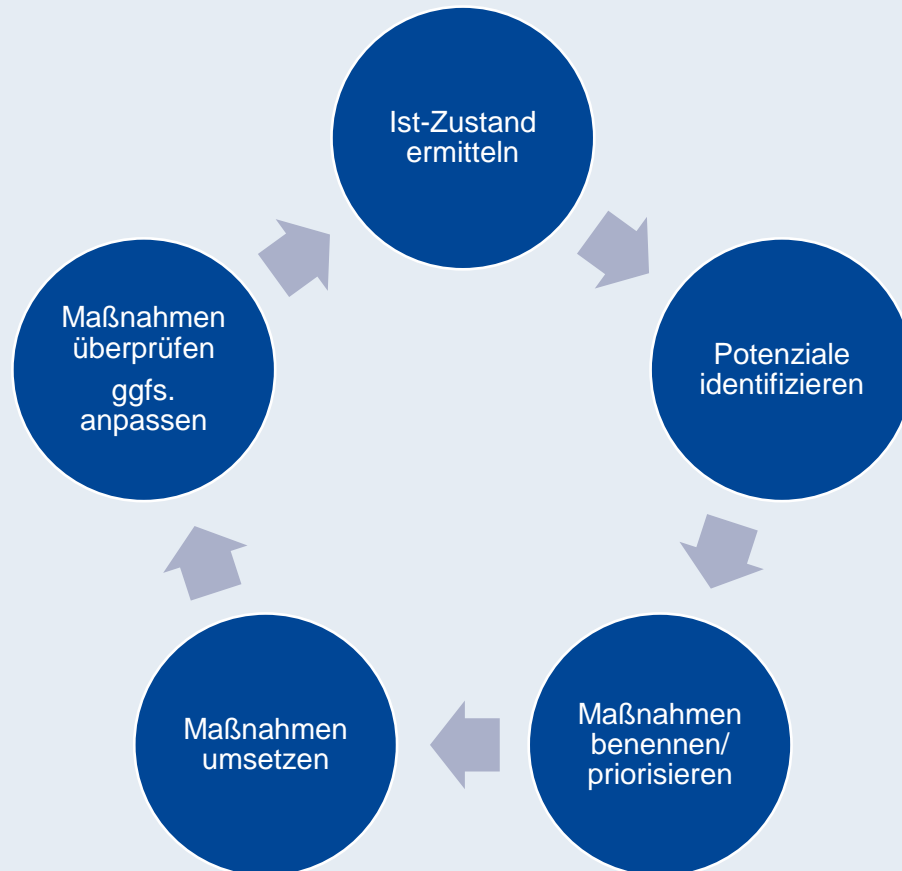 Ist-Zustand
ermitteln
Potenziale
identifizieren
Maßnahmen
benennen/
priorisieren
Maßnahmen
umsetzen
Maßnahmen
überprüfen
ggfs.
anpassen